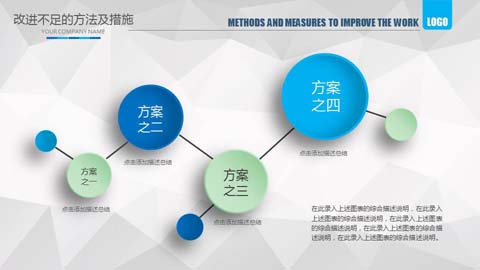 改进不足的方法及措施
YOUR COMPANY NAME
METHODS AND MEASURES TO IMPROVE THE WORK
LOGO
方案
之一
点击添加描述总结
方案
之二
点击添加描述总结
方案
之三
点击添加描述总结
方案
之四
点击添加描述总结
在此录入上述图表的综合描述说明，在此录入
上述图表的综合描述说明，在此录入上述图表
的综合描述说明，在此录入上述图表的综合描
述说明，在此录入上述图表的综合描述说明。